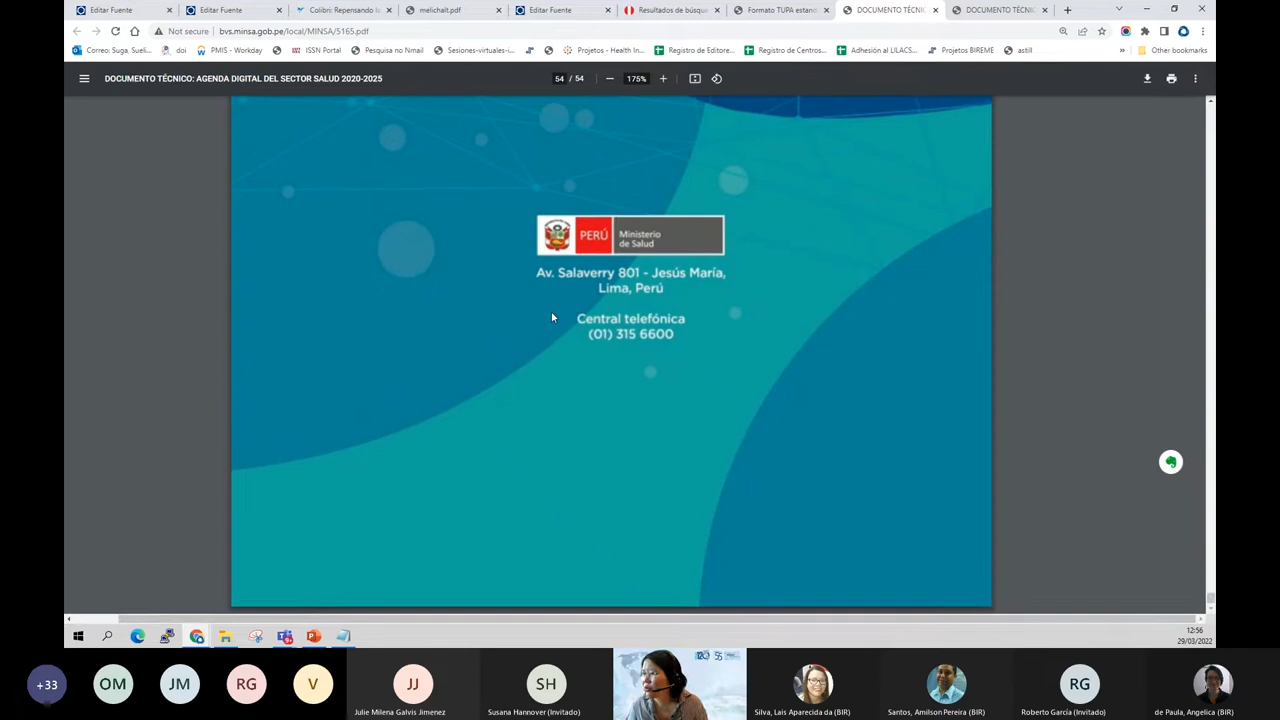 Editar Fuente
Editar Fuente
Colibri: Repensando l
melichalt.pdf
Editar Fuente
Resultados de búsqu
Formato TUPA estand
DOCUMENTO TÉCNI
DOCUMENTO TÉCNI
Not secure
bvs.minsa.gob.pe/local/MINSA/5165.pdf
Correo: Suga, Sueli...
.doi
PMIS - Workday
ISSN Portal
Pesquisa no Nmail
Sesiones-virtuales-i...
Projetos - Health In...
Registro de Editore...
Registro de Centros...
Adhesión al LILACS...
Projetos BIREME
astill
»
Other bookmarks
DOCUMENTO TÉCNICO: AGENDA DIGITAL DEL SECTOR SALUD 2020-2025
54 / 54
175%
PERÚ
Ministerio
de Salud
Av. Salaverry 801 - Jesús María,
Lima, Perú
Central telefónica
(01) 315 6600
12:56
29/03/2022
+33
OM
JM
RG
V
JJ
Julie Milena Galvis Jimenez
SH
Susana Hannover (Invitado)
120
Silva, Lais Aparecida da (BIR)
Santos, Amilson Pereira (BIR)
RG
Roberto García (Invitado)
de Paula, Angelica (BIR)